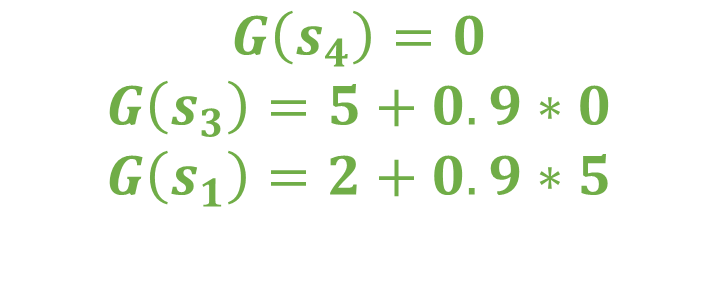 G(s₄) = 0
G(s₃) = 5 + 0.9 ∗ 0
G(s₁) = 2 + 0.9 ∗ 5